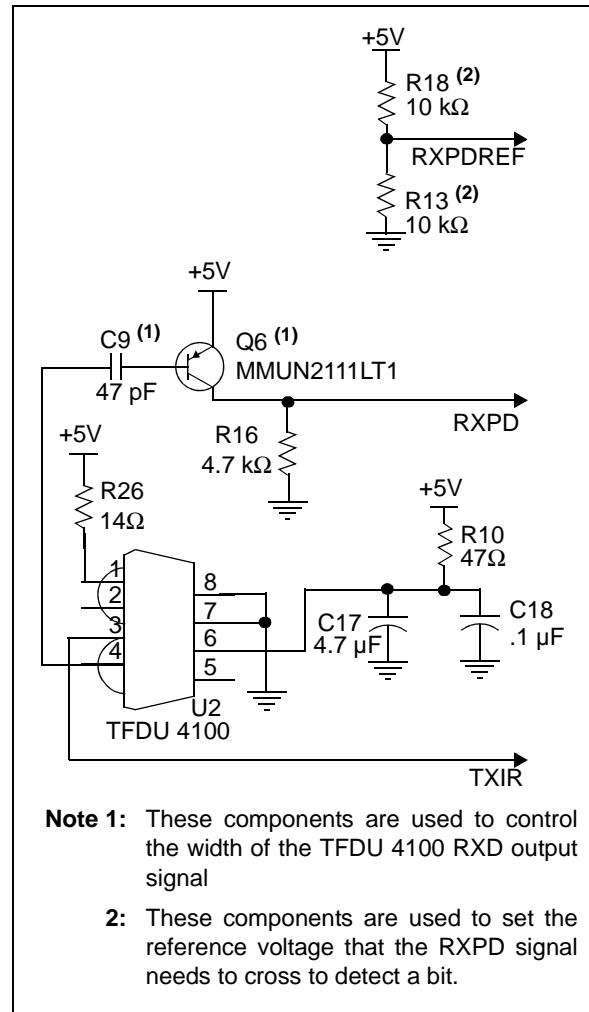 +5V
R18 (2)
10 kΩ
RXPDREF
R13 (2)
10 kΩ
+5V
C9 (1)
Q6 (1)
MMUN2111LT1
47 pF
RXPD
+5V
R16
4.7 kΩ
+5V
R26
14Ω
R10
47Ω
1
8
2
7
3
6
4
5
C17
4.7 µF
C18
.1 µF
U2
TFDU 4100
TXIR
Note 1: These components are used to control
the width of the TFDU 4100 RXD output
signal
2: These components are used to set the
reference voltage that the RXPD signal
needs to cross to detect a bit.